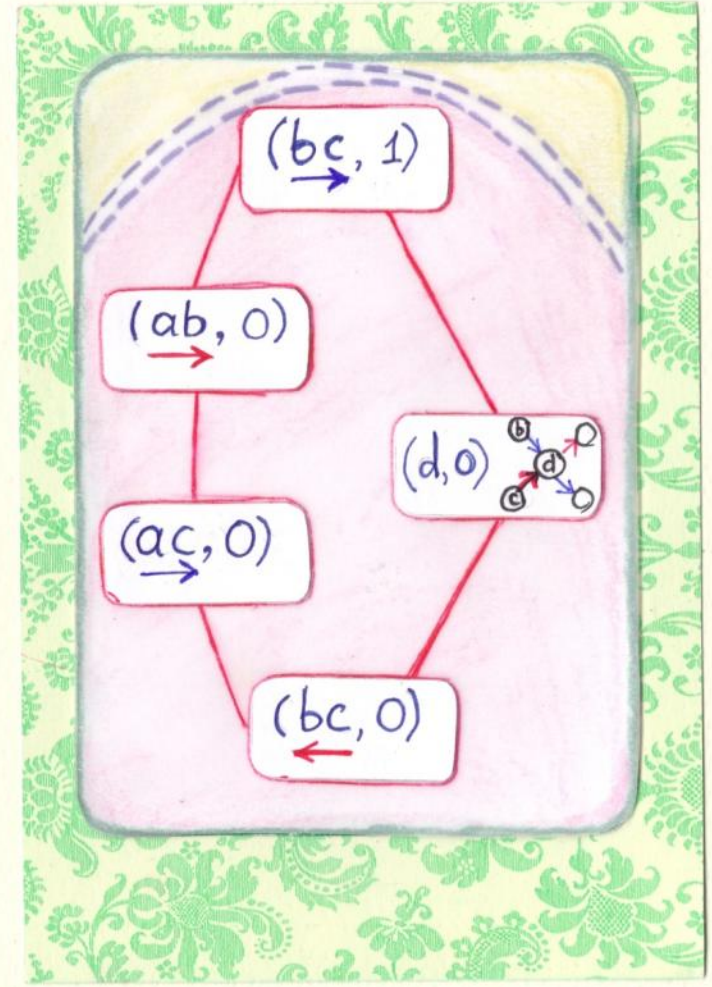 (bc, 1)
(ab, 0)
(d,0)
b
d
c
(ac, 0)
(bc, 0)